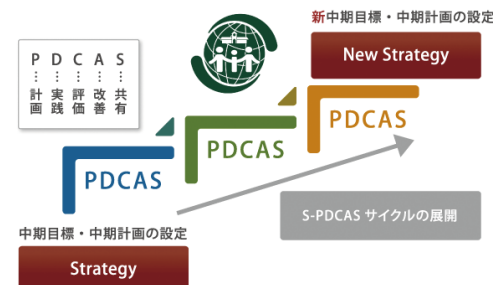 新中期目標・中期計画の設定
New Strategy
P D C A S
⋮ ⋮ ⋮ ⋮ ⋮
計 実 評 改 共
画 践 価 善 有
PDCAS
PDCAS
PDCAS
S-PDCAS サイクルの展開
中期目標・中期計画の設定
Strategy